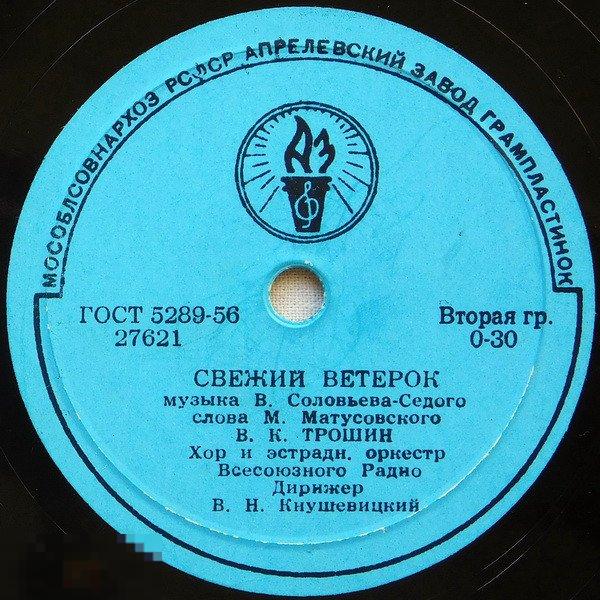 МОСОБЛСОВНАРХОЗ РСФСР АПРЕЛЕВСКИЙ ЗАВОД ГРАМПЛАСТИНОК
АЗ
ГОСТ 5289-56
27621
Вторая гр.
0-30
СВЕЖИЙ ВЕТЕРОК
музыка В. Соловьева-Седого
слова М. Матусовского
В. К. ТРОШИН
Хор и эстрадн. оркестр
Всесоюзного Радио
Дирижер
В. Н. Кнушевицкий